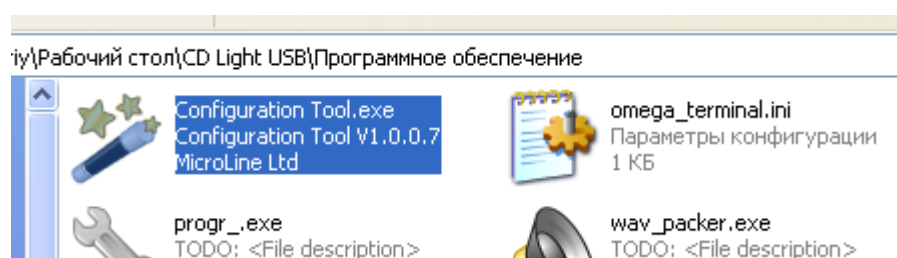 iy\Рабочий стол\CD Light USB\Программное обеспечение
Configuration Tool.exe
Configuration Tool V1.0.0.7
MicroLine Ltd
omega_terminal.ini
Параметры конфигурации
1 КБ
progr_.exe
TODO: <File description>
wav_packer.exe
TODO: <File description>